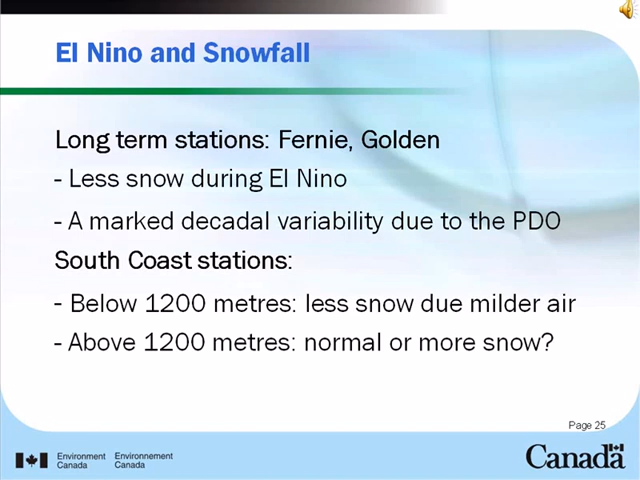 El Nino and Snowfall
Long term stations: Fernie, Golden
- Less snow during El Nino
- A marked decadal variability due to the PDO
South Coast stations:
- Below 1200 metres: less snow due milder air
- Above 1200 metres: normal or more snow?
Page 25
Environment Environnement
Canada Canada
Canada